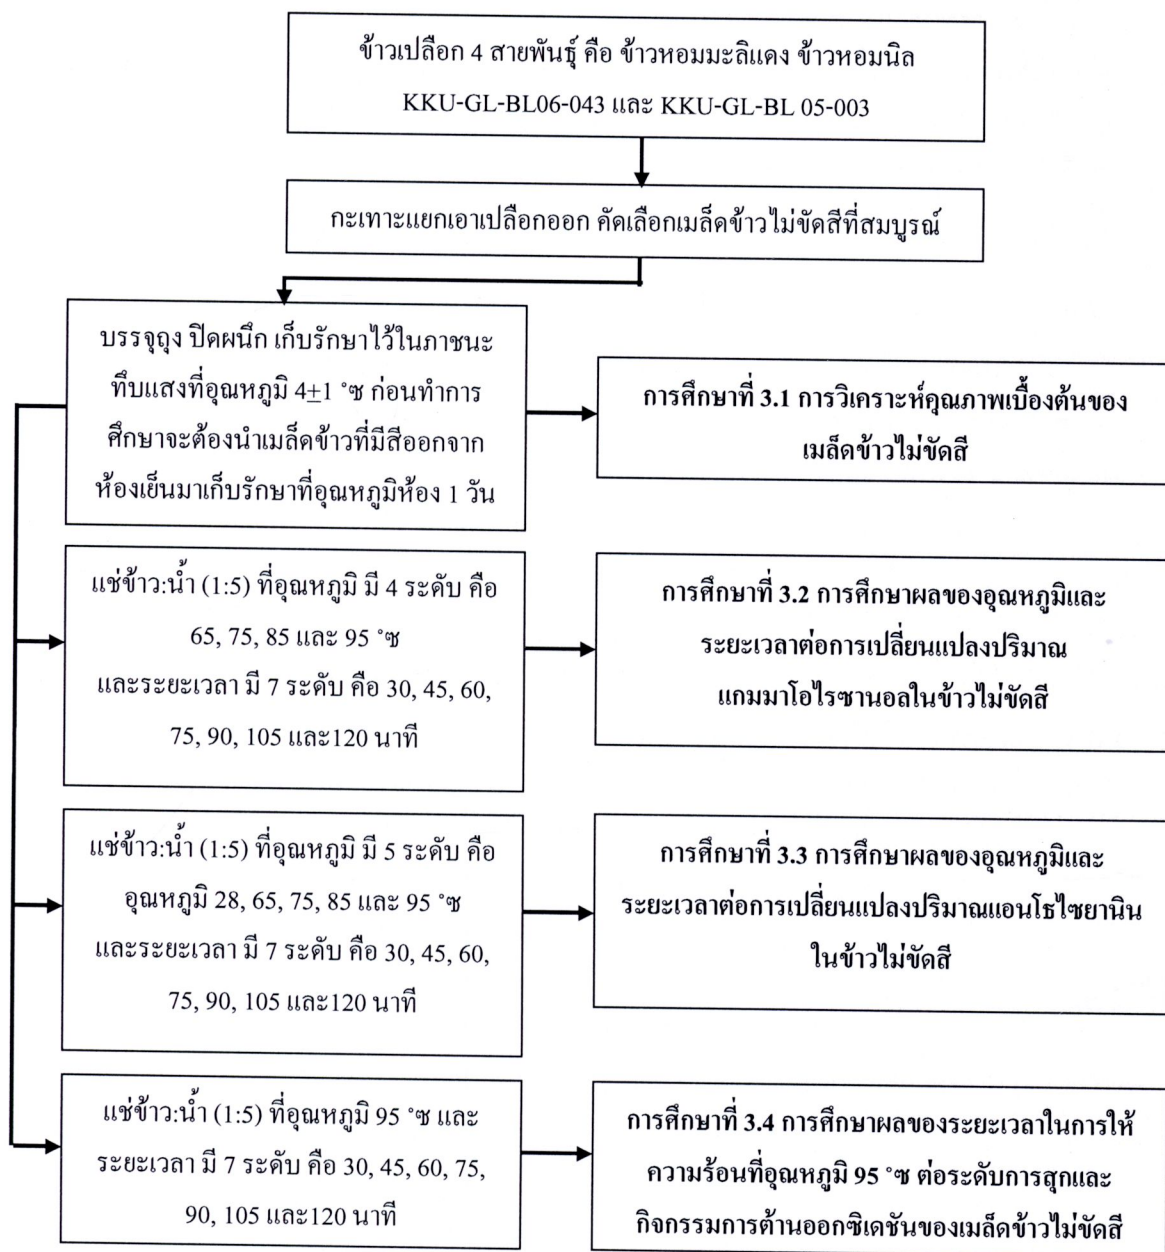 ข้าวเปลือก 4 สายพันธุ์ คือ ข้าวหอมมะลิแดง ข้าวหอมนิล
KKU-GL-BL06-043 และ KKU-GL-BL 05-003
กะเทาะแยกเอาเปลือกออก คัดเลือกเมล็ดข้าวไม่ขัดสีที่สมบูรณ์
บรรจุถุง ปิดผนึก เก็บรักษาไว้ในภาชนะ
ทึบแสงที่อุณหภูมิ 4±1 °ซ ก่อนทำการ
ศึกษาจะต้องนำเมล็ดข้าวที่มีสีออกจาก
ห้องเย็นมาเก็บรักษาที่อุณหภูมิห้อง 1 วัน
การศึกษาที่ 3.1 การวิเคราะห์คุณภาพเบื้องต้นของ
เมล็ดข้าวไม่ขัดสี
แช่ข้าว:น้ำ (1:5) ที่อุณหภูมิ มี 4 ระดับ คือ
65, 75, 85 และ 95 °ซ
และระยะเวลา มี 7 ระดับ คือ 30, 45, 60,
75, 90, 105 และ120 นาที
การศึกษาที่ 3.2 การศึกษาผลของอุณหภูมิและ
ระยะเวลาต่อการเปลี่ยนแปลงปริมาณ
แกมมาโอไรซานอลในข้าวไม่ขัดสี
แช่ข้าว:น้ำ (1:5) ที่อุณหภูมิ มี 5 ระดับ คือ
อุณหภูมิ 28, 65, 75, 85 และ 95 °ซ
และระยะเวลา มี 7 ระดับ คือ 30, 45, 60,
75, 90, 105 และ120 นาที
การศึกษาที่ 3.3 การศึกษาผลของอุณหภูมิและ
ระยะเวลาต่อการเปลี่ยนแปลงปริมาณแอนโธไซยานิน
ในข้าวไม่ขัดสี
แช่ข้าว:น้ำ (1:5) ที่อุณหภูมิ 95 °ซ และ
ระยะเวลา มี 7 ระดับ คือ 30, 45, 60, 75,
90, 105 และ120 นาที
การศึกษาที่ 3.4 การศึกษาผลของระยะเวลาในการให้
ความร้อนที่อุณหภูมิ 95 °ซ ต่อระดับการสุกและ
กิจกรรมการต้านออกซิเดชันของเมล็ดข้าวไม่ขัดสี